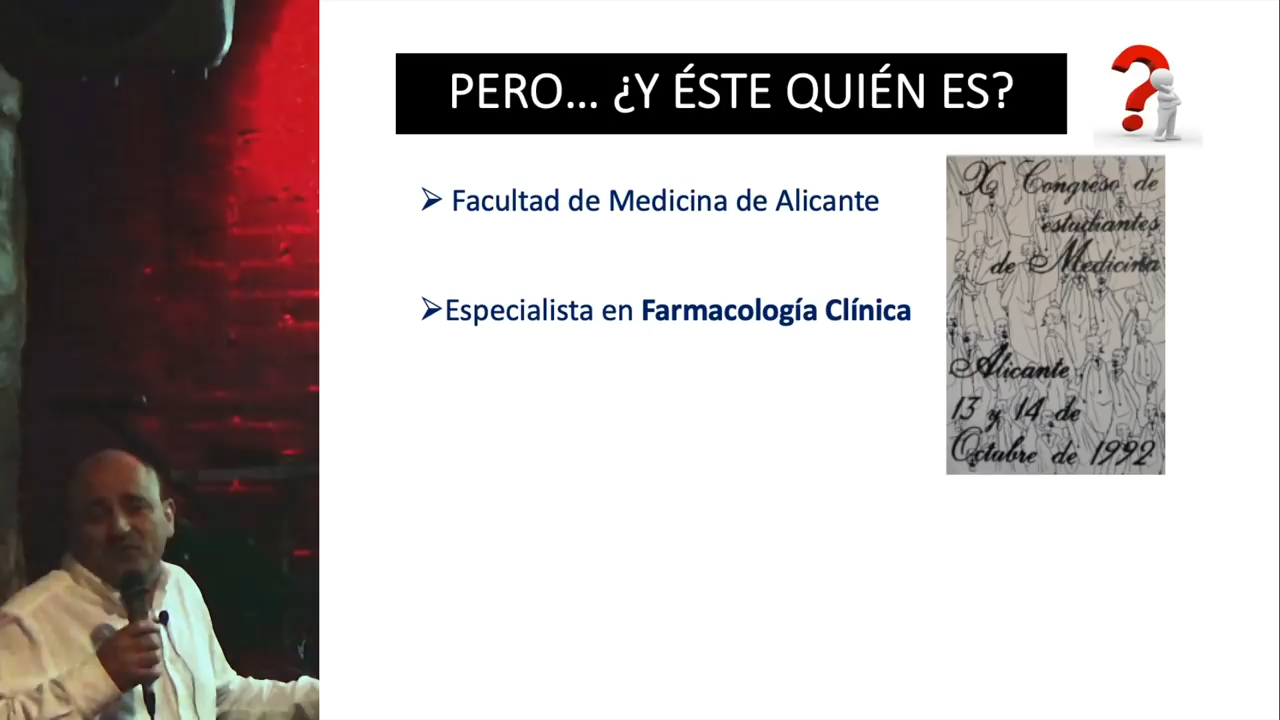 PERO... ¿Y ÉSTE QUIÉN ES?
Facultad de Medicina de Alicante
Especialista en Farmacología Clínica
X Congreso de
estudiantes
de Medicina
Alicante
13 y 14 de
Octubre de 1992